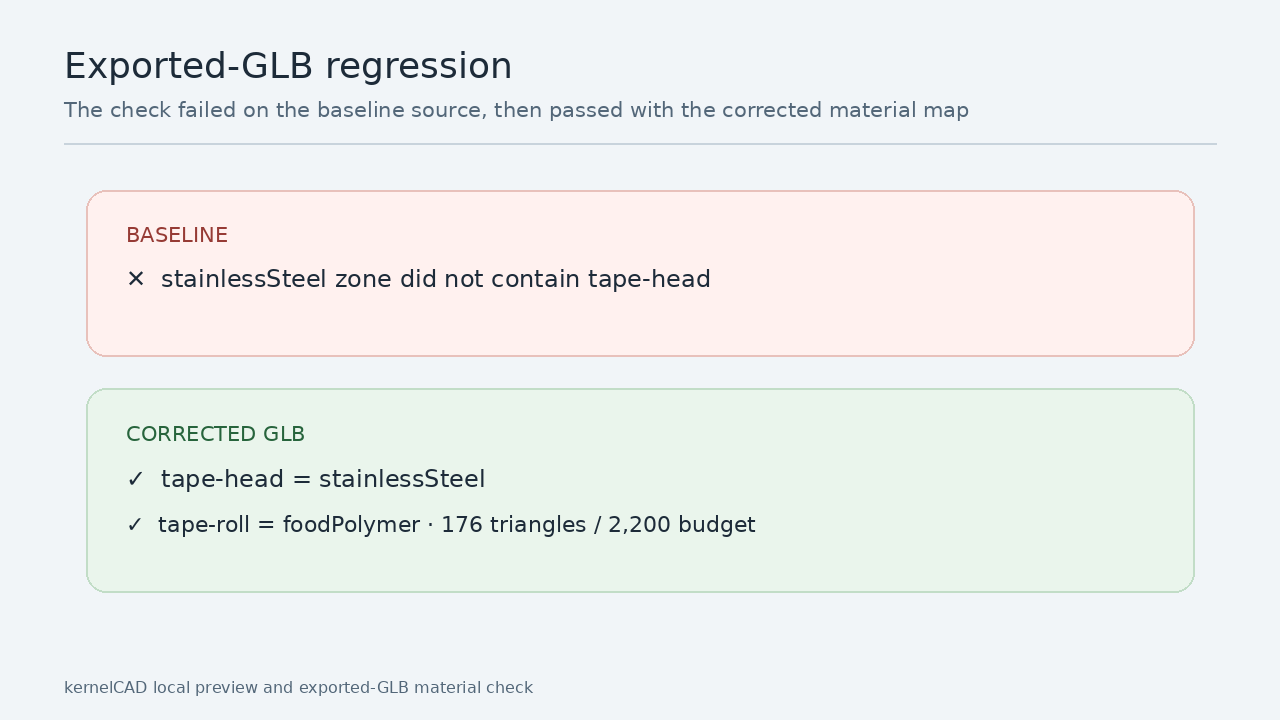 Exported-GLB regression
The check failed on the baseline source, then passed with the corrected material map
BASELINE
✕ stainlessSteel zone did not contain tape-head
CORRECTED GLB
✓ tape-head = stainlessSteel
✓ tape-roll = foodPolymer · 176 triangles / 2,200 budget
kernelCAD local preview and exported-GLB material check